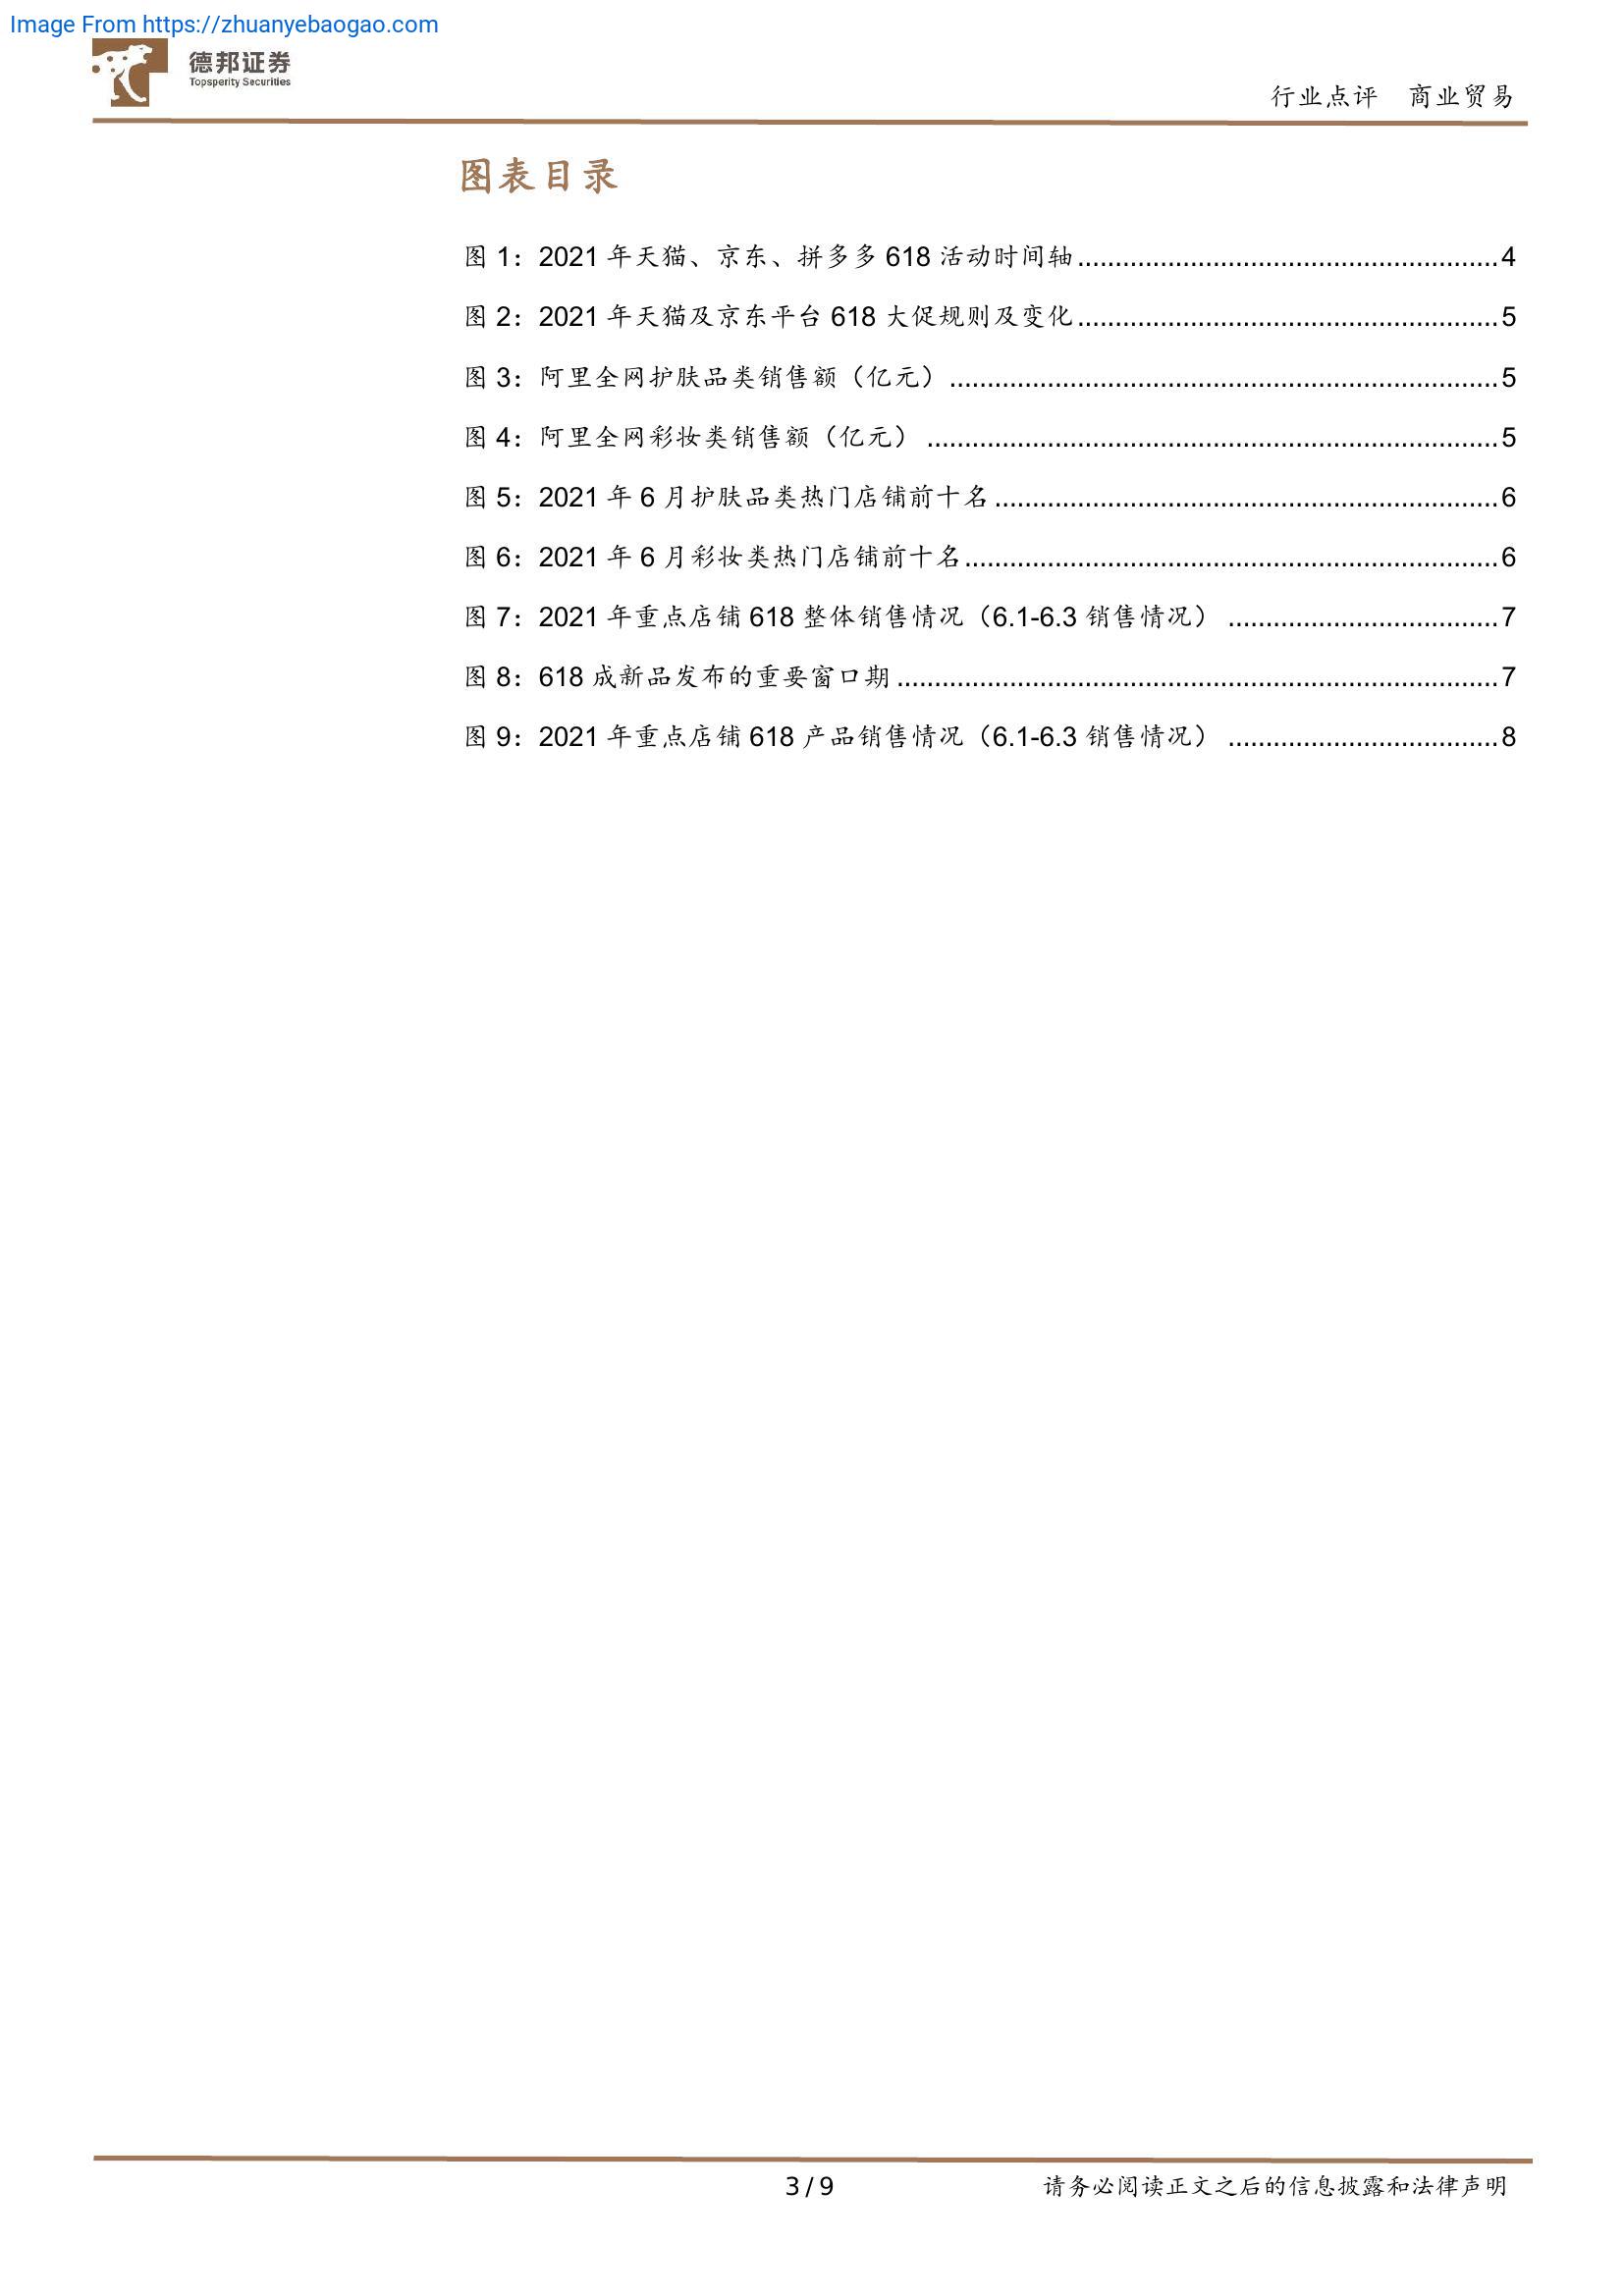 Image From https://zhuanyebaogao.com
德邦证券
Topsperity Securities
行业点评 商业贸易
图表目录
图 1：2021 年天猫、京东、拼多多 618 活动时间轴........................................................4
图 2：2021 年天猫及京东平台 618 大促规则及变化........................................................5
图 3：阿里全网护肤品类销售额（亿元）.........................................................................5
图 4：阿里全网彩妆类销售额（亿元）............................................................................5
图 5：2021 年 6 月护肤品类热门店铺前十名...................................................................6
图 6：2021 年 6 月彩妆类热门店铺前十名.......................................................................6
图 7：2021 年重点店铺 618 整体销售情况（6.1-6.3 销售情况）....................................7
图 8：618 成新品发布的重要窗口期................................................................................7
图 9：2021 年重点店铺 618 产品销售情况（6.1-6.3 销售情况）....................................8
3 / 9
请务必阅读正文之后的信息披露和法律声明